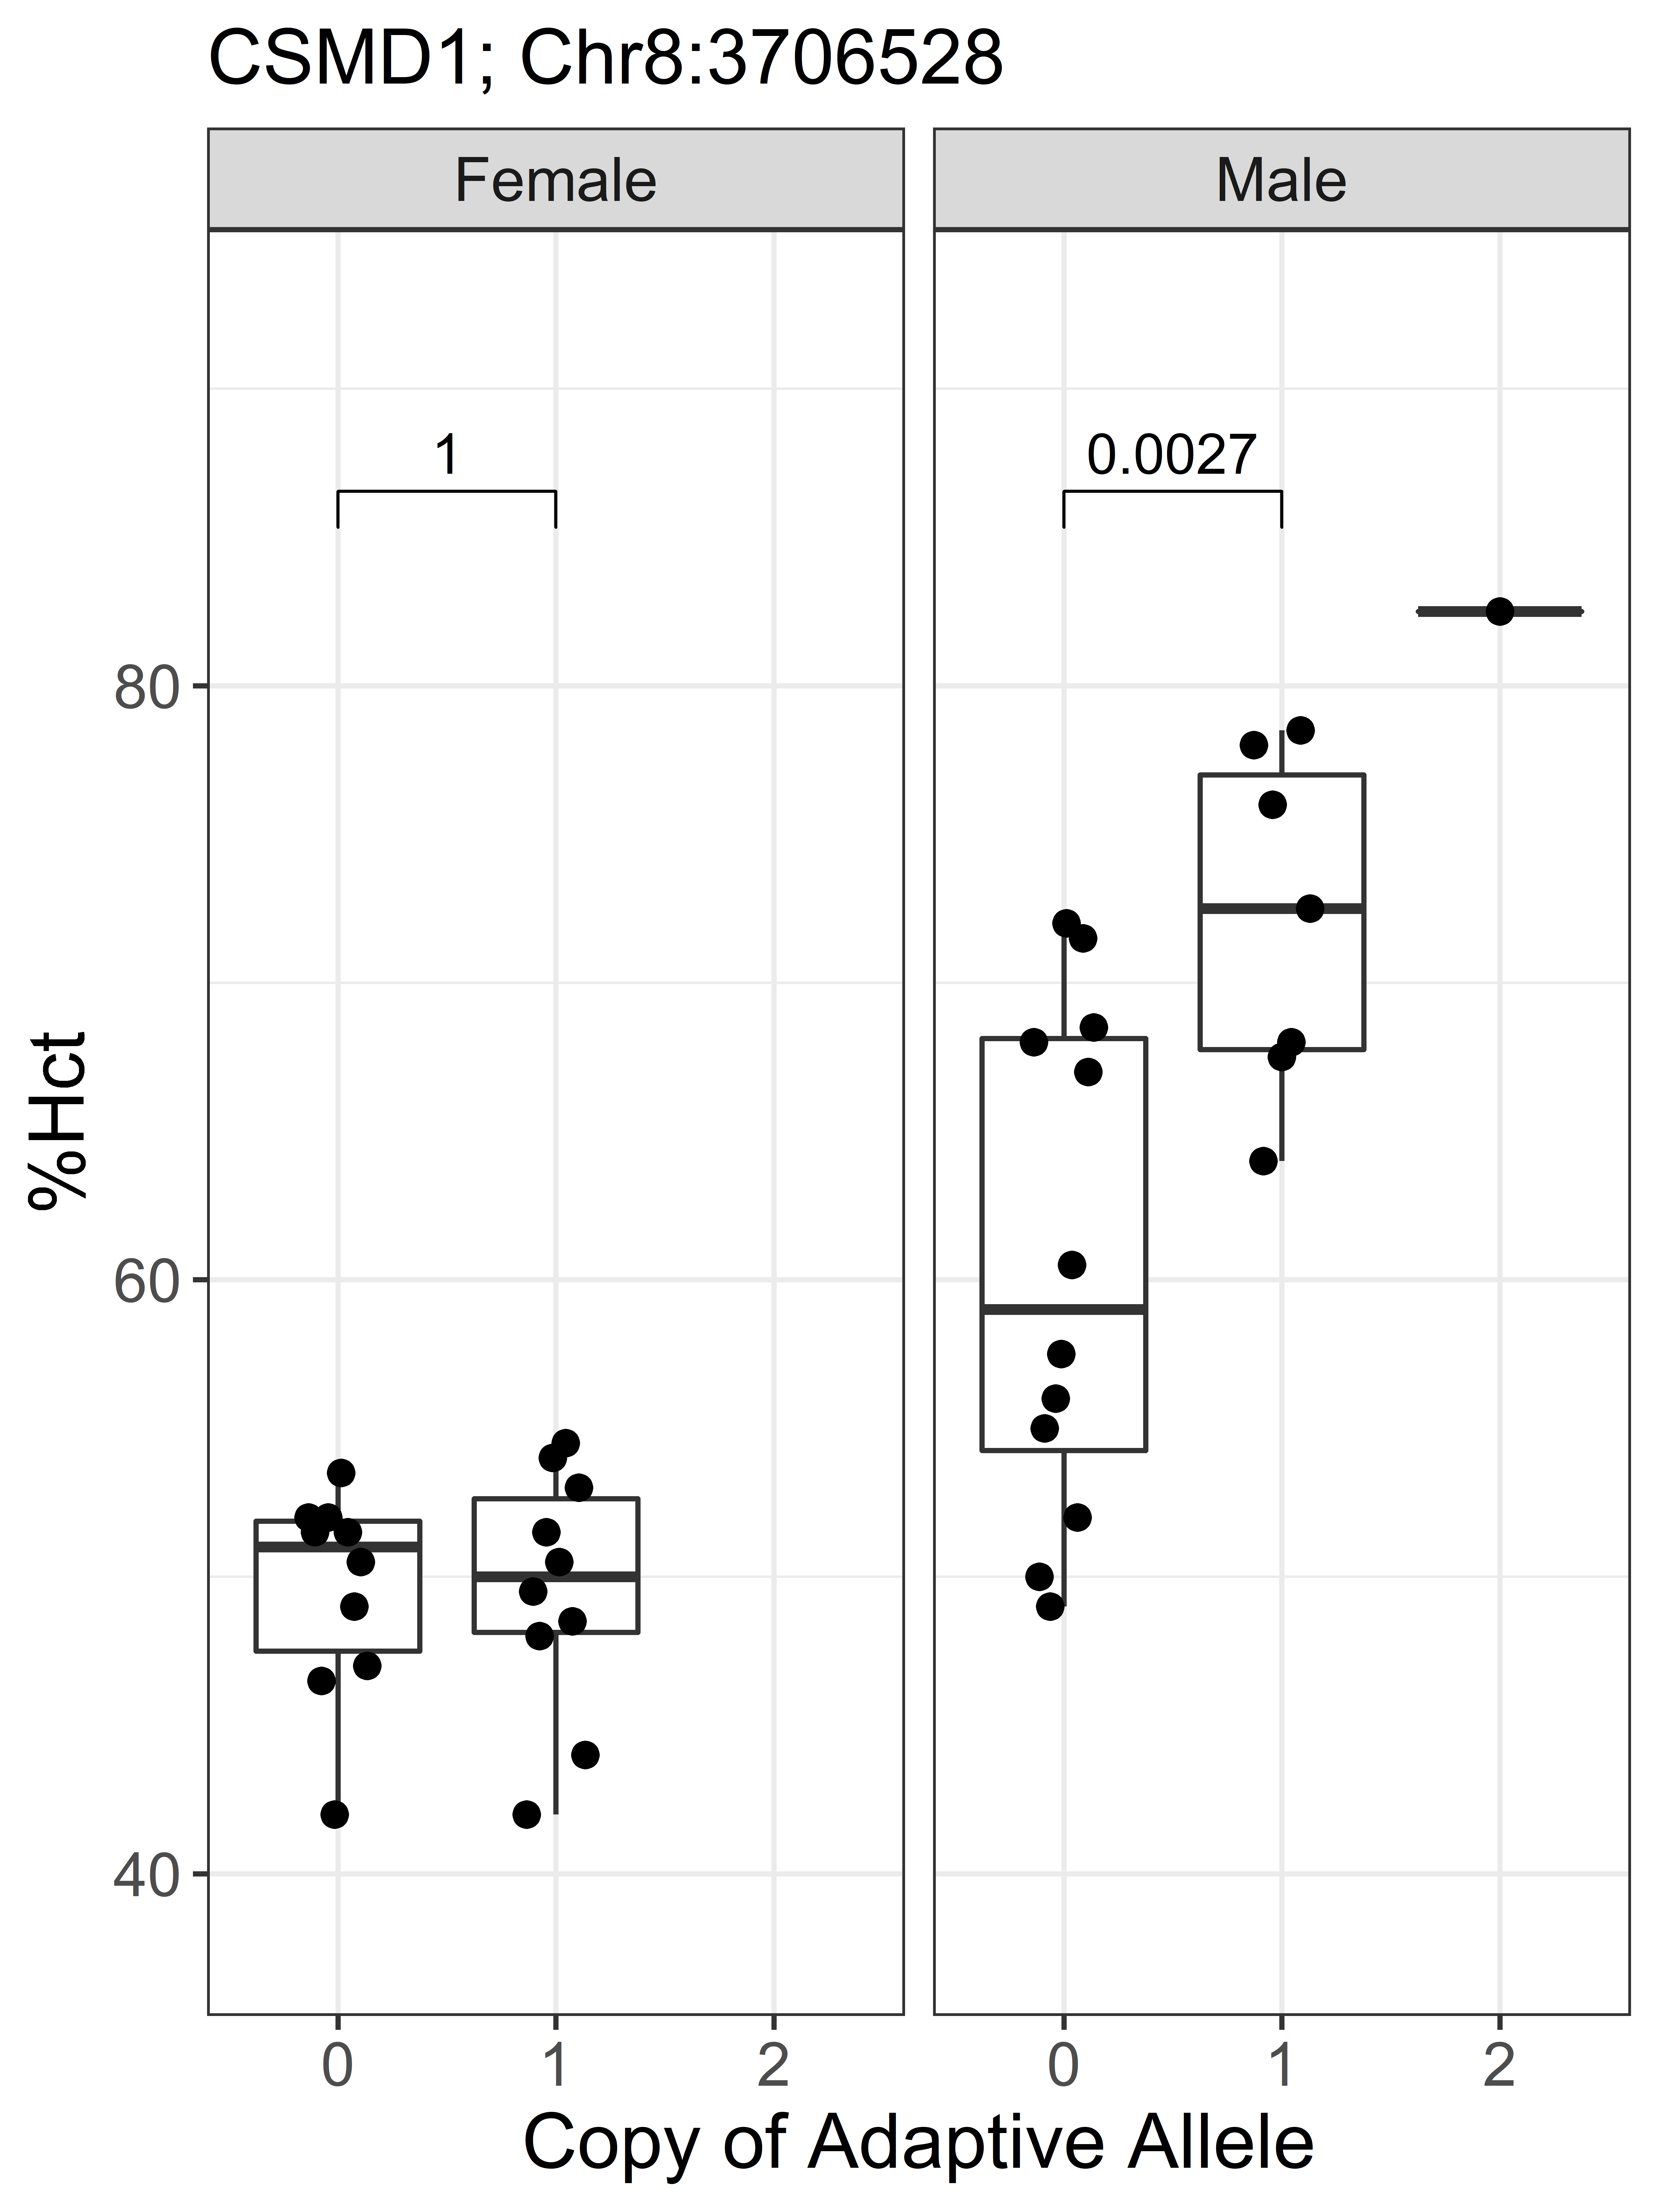 CSMD1; Chr8:3706528
Female Male
1 0.0027
%Hct
80
60
40
0 1 2 0 1 2
Copy of Adaptive Allele